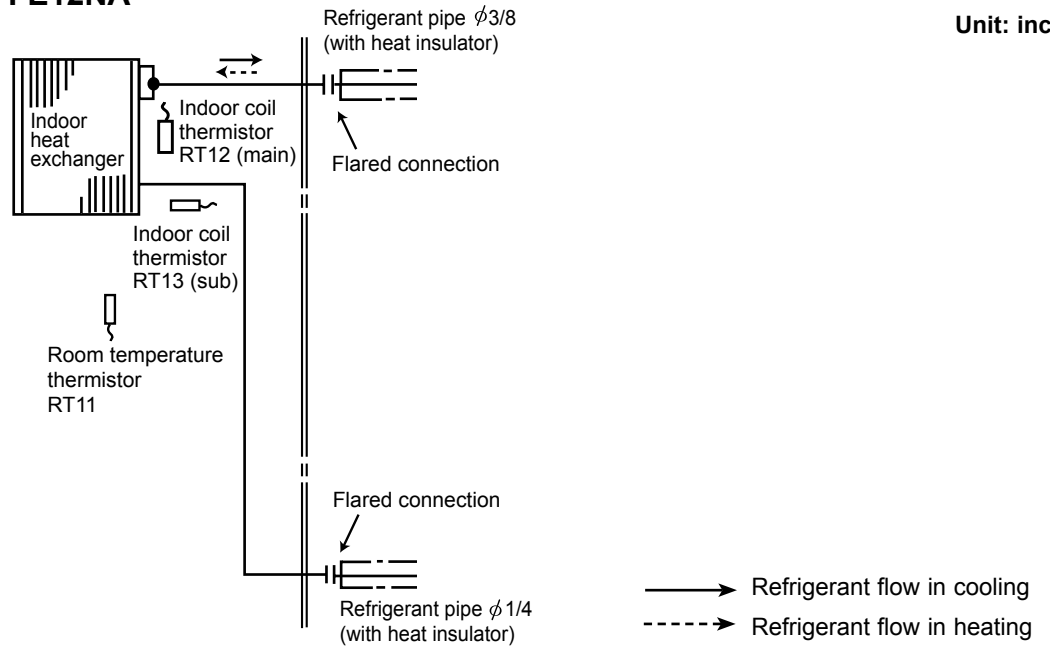 Refrigerant pipe ϕ3/8
(with heat insulator)
Indoor
heat
exchanger
Indoor coil
thermistor
RT12 (main)
Flared connection
Indoor coil
thermistor
RT13 (sub)
Room temperature
thermistor
RT11
Flared connection
Refrigerant pipe ϕ1/4
(with heat insulator)
Refrigerant flow in cooling
Refrigerant flow in heating
Unit: